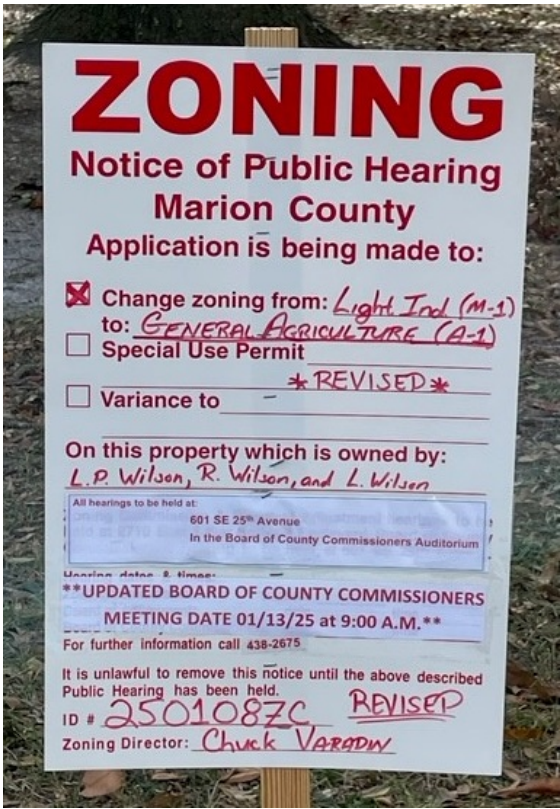 ZONING
Notice of Public Hearing
Marion County
Application is being made to:
Change zoning from: Light Ind (M-1)
to: GENERAL AGRICULTURE (A-1)
Special Use Permit
*REVISED*
Variance to
On this property which is owned by:
L.P. Wilson, R. Wilson, and L. Wilson
All hearings to be held at:
601 SE 25th Avenue
In the Board of County Commissioners Auditorium
Hearing dates & times:
**UPDATED BOARD OF COUNTY COMMISSIONERS
MEETING DATE 01/13/25 at 9:00 A.M.**
For further information call 438-2675
It is unlawful to remove this notice until the above described
Public Hearing has been held.
REVISED
ID # 250108ZC
Zoning Director: Chuck VARADIN